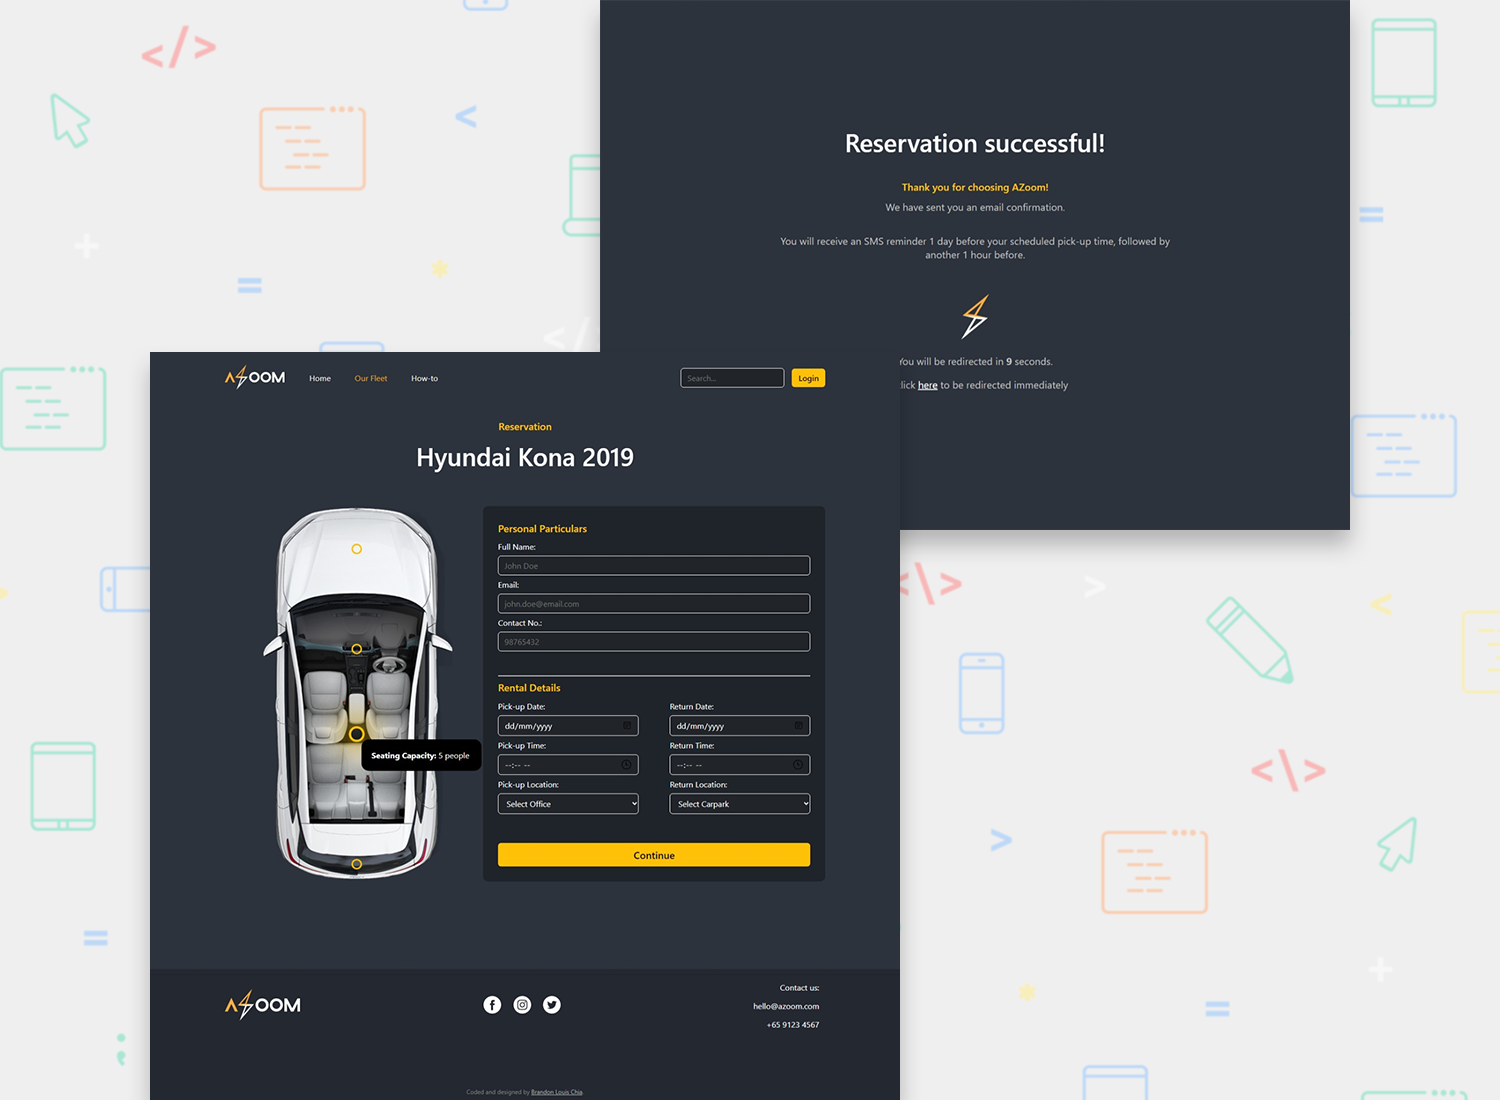 Reservation successful!
Thank you for choosing AZoom!
We have sent you an email confirmation.
You will receive an SMS reminder 1 day before your scheduled pick-up time, followed by
another 1 hour before.
You will be redirected in 9 seconds.
lick here to be redirected immediately
AZOOM
Home
Our Fleet
How-to
Search...
Login
Reservation
Hyundai Kona 2019
Personal Particulars
Full Name:
John Doe
Email:
john.doe@email.com
Contact No.:
98765432
Rental Details
Pick-up Date:
Return Date:
dd/mm/yyyy
dd/mm/yyyy
Pick-up Time:
Return Time:
--:-- --
--:-- --
Pick-up Location:
Return Location:
Select Office
Select Carpark
Continue
Seating Capacity: 5 people
AZOOM
Contact us:
hello@azoom.com
+65 9123 4567
Coded and designed by Brandon Louis Chia.